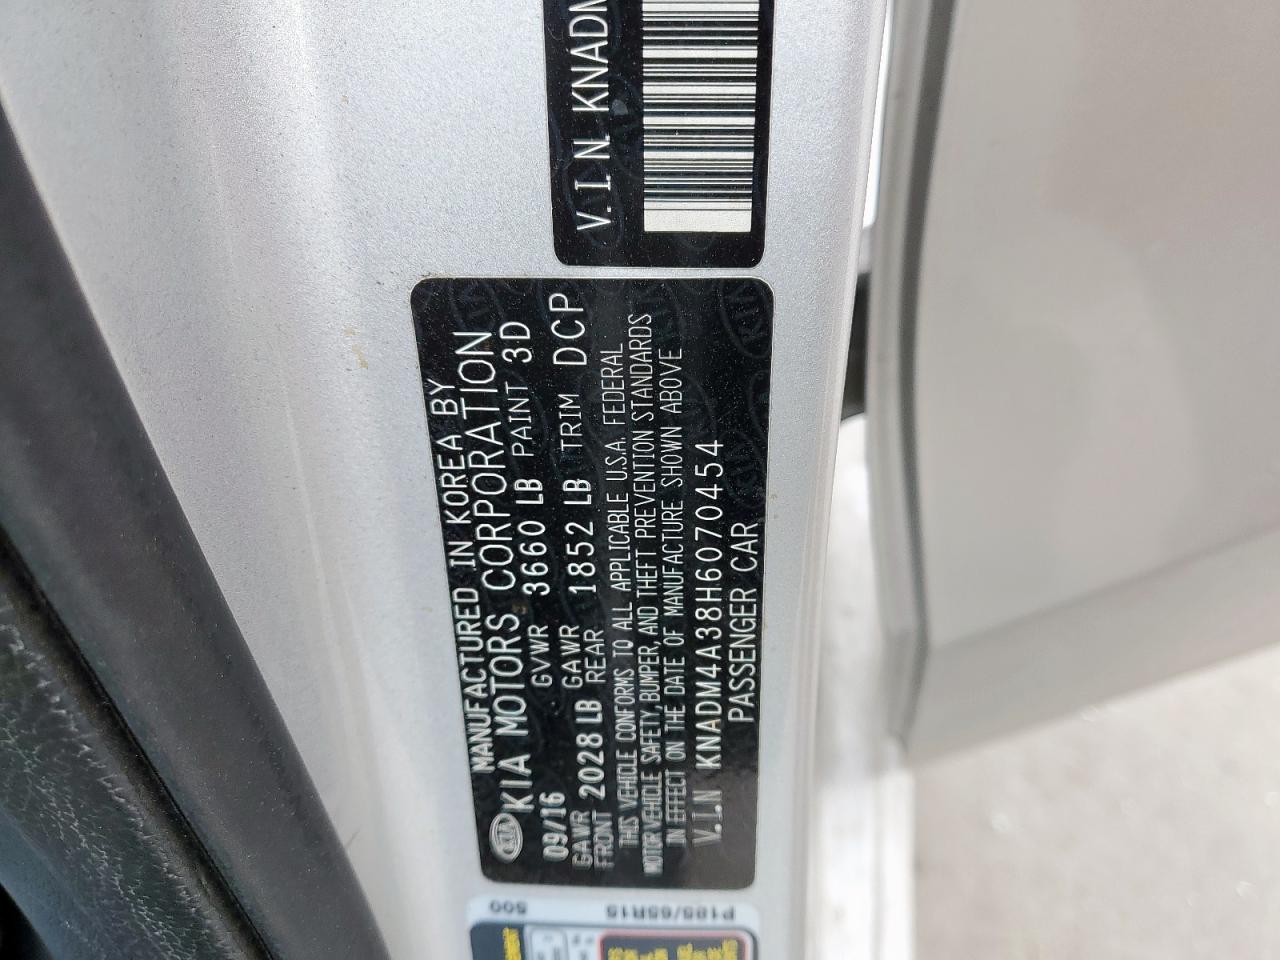 V.I.N. KNADM
MANUFACTURED IN KOREA BY
KIA KIA MOTORS CORPORATION
09/16 GVWR 3660 LB PAINT 3D
GAWR FRONT 2028 LB GAWR REAR 1852 LB TRIM DCP
THIS VEHICLE CONFORMS TO ALL APPLICABLE U.S.A. FEDERAL
MOTOR VEHICLE SAFETY, BUMPER, AND THEFT PREVENTION STANDARDS
IN EFFECT ON THE DATE OF MANUFACTURE SHOWN ABOVE
V.I.N KNADM4A38H6070454
PASSENGER CAR
P185/65R15
500